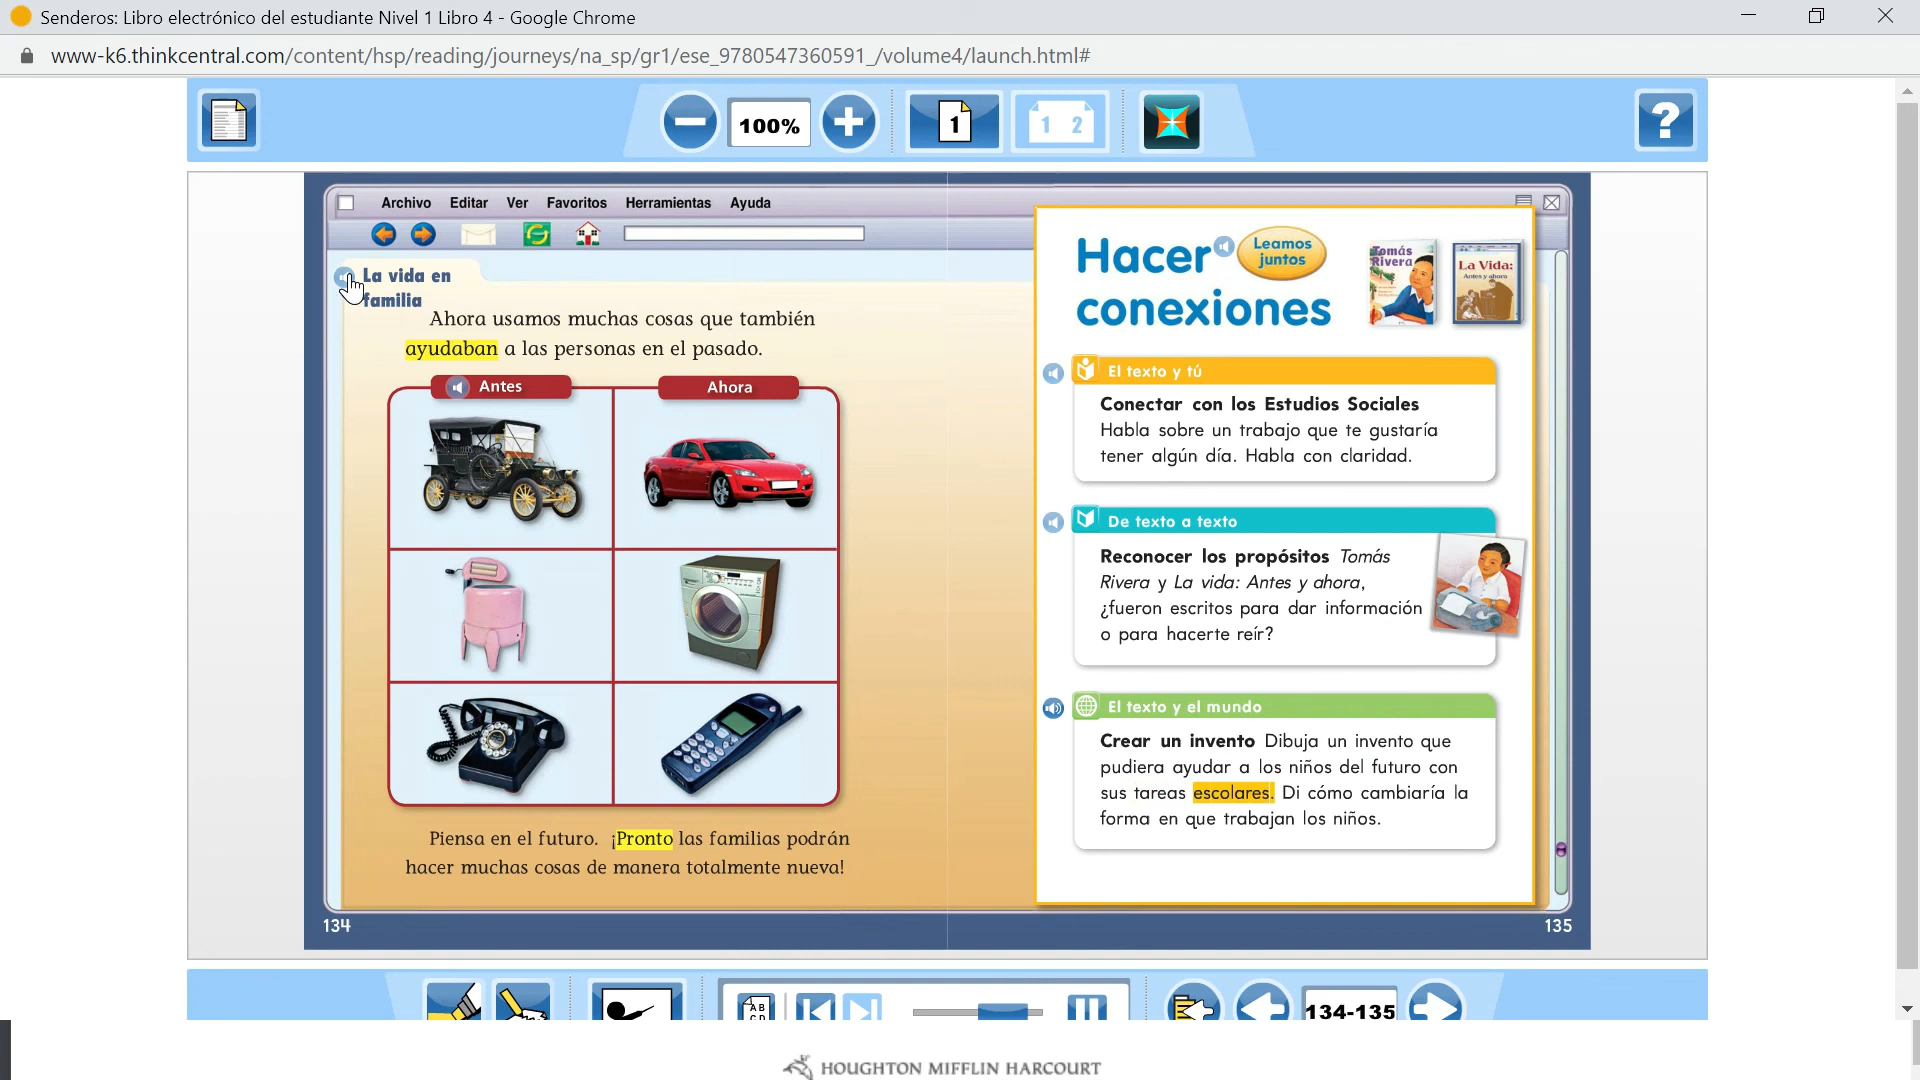 Senderos: Libro electrónico del estudiante Nivel 1 Libro 4 - Google Chrome
www-k6.thinkcentral.com/content/hsp/reading/journeys/na_sp/gr1/ese_9780547360591_/volume4/launch.html#
100%
1
1 2
?
Archivo Editar Ver Favoritos Herramientas Ayuda
La vida en
familia
Ahora usamos muchas cosas que también
ayudaban a las personas en el pasado.
Antes
Ahora
Piensa en el futuro. ¡Pronto las familias podrán
hacer muchas cosas de manera totalmente nueva!
134
Hacer
conexiones
Leamos
juntos
Tomás
Rivera
La Vida:
Antes y ahora
El texto y tú
Conectar con los Estudios Sociales
Habla sobre un trabajo que te gustaría
tener algún día. Habla con claridad.
De texto a texto
Reconocer los propósitos Tomás
Rivera y La vida: Antes y ahora,
¿fueron escritos para dar información
o para hacerte reír?
El texto y el mundo
Crear un invento Dibuja un invento que
pudiera ayudar a los niños del futuro con
sus tareas escolares. Di cómo cambiaría la
forma en que trabajan los niños.
135
AB
CD
134-135
HOUGHTON MIFFLIN HARCOURT